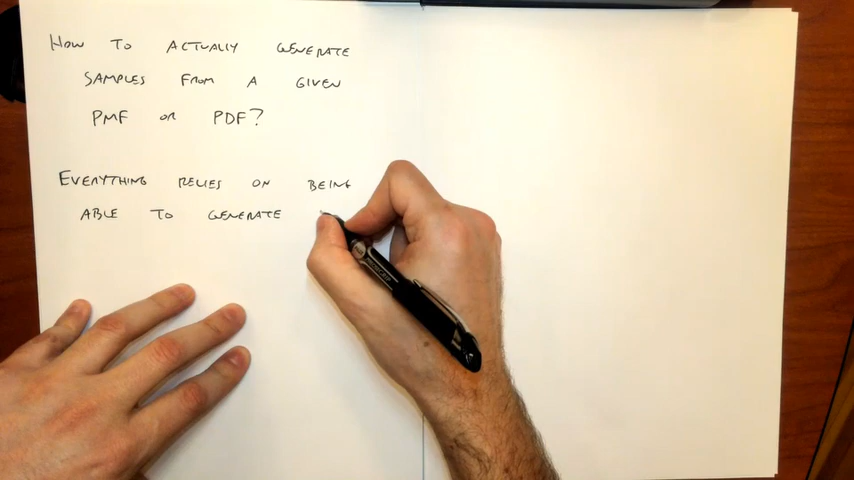 HOW TO ACTUALLY GENERATE
SAMPLES FROM A GIVEN
PMF OR PDF?
EVERYTHING RELIES ON BEING
ABLE TO GENERATE